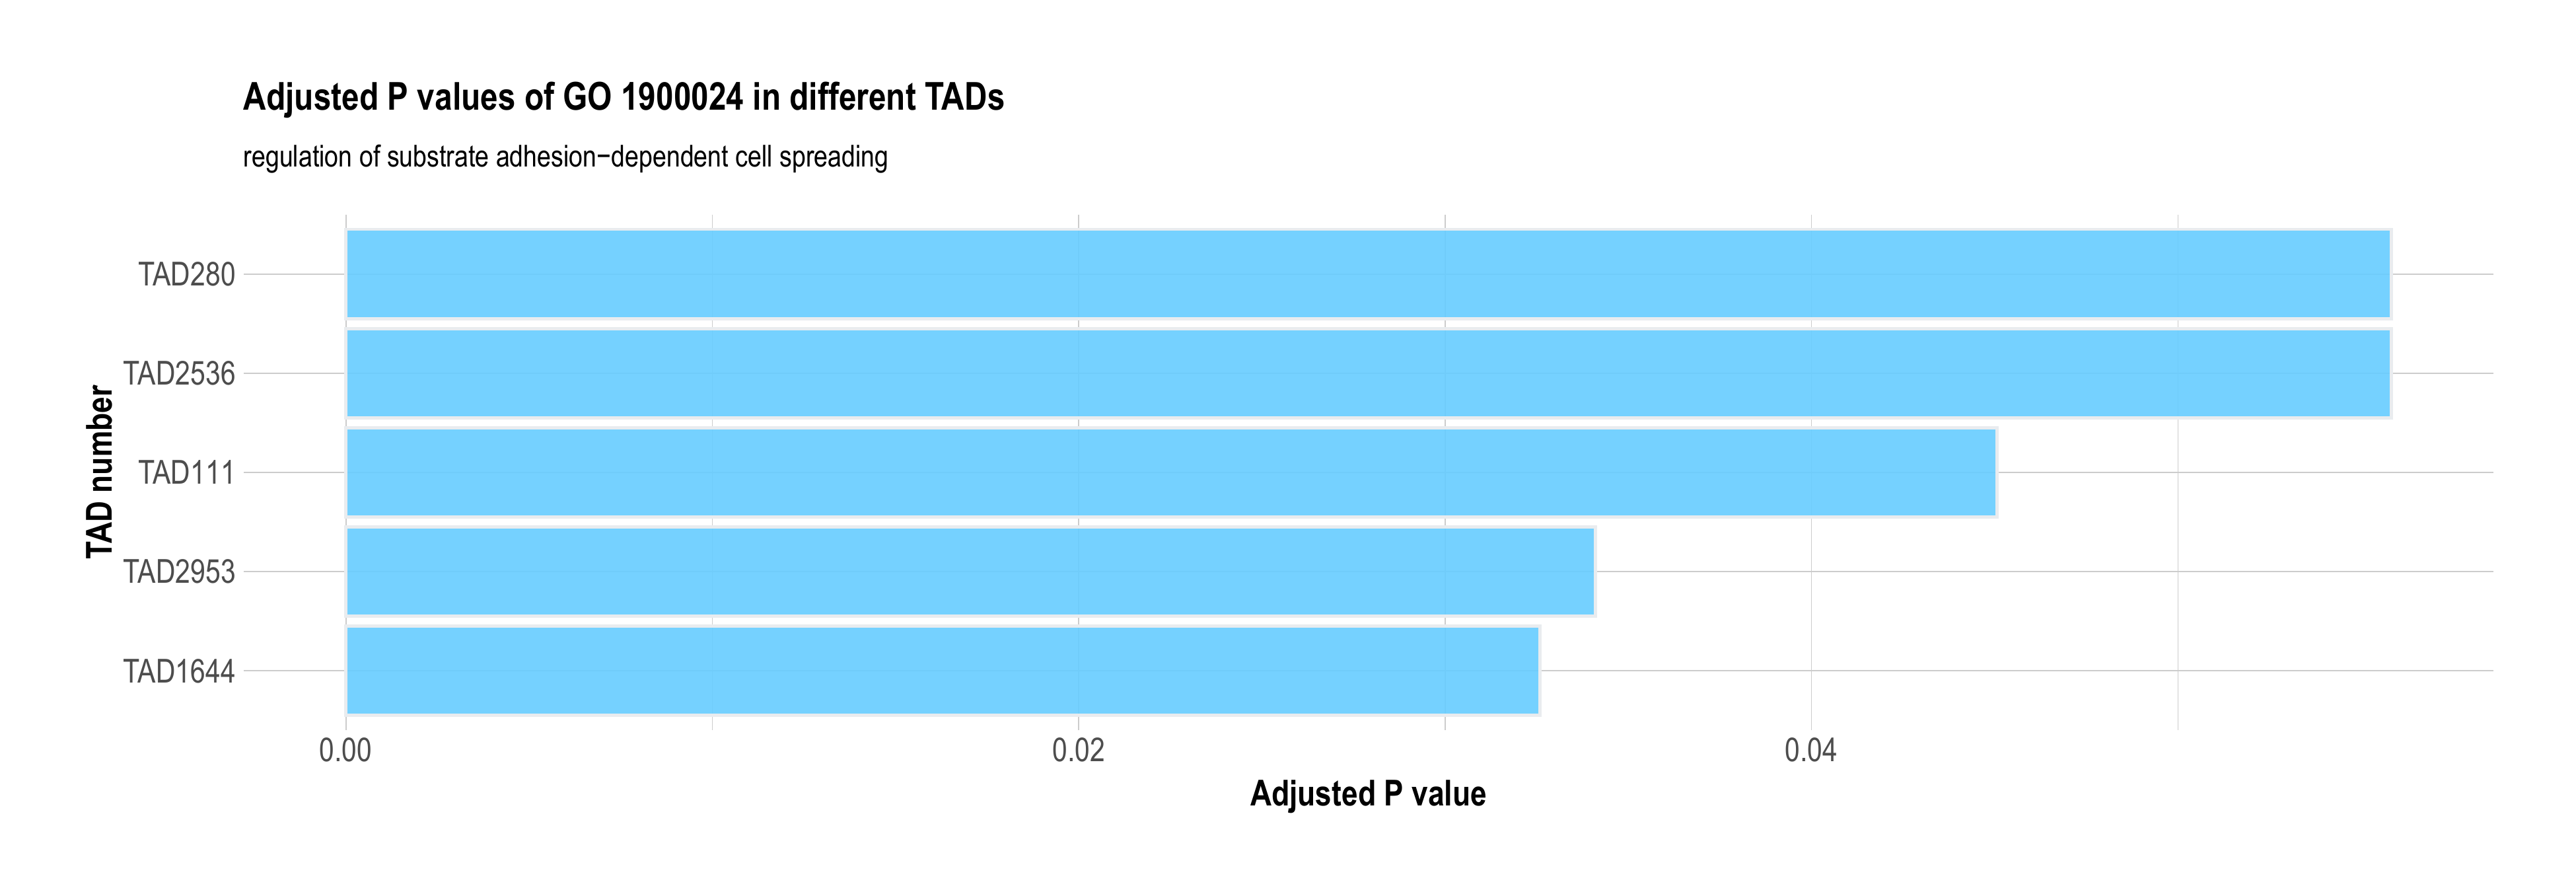 Adjusted P values of GO 1900024 in different TADs
regulation of substrate adhesion−dependent cell spreading
TAD number
TAD280
TAD2536
TAD111
TAD2953
TAD1644
0.00 0.02 0.04
Adjusted P value